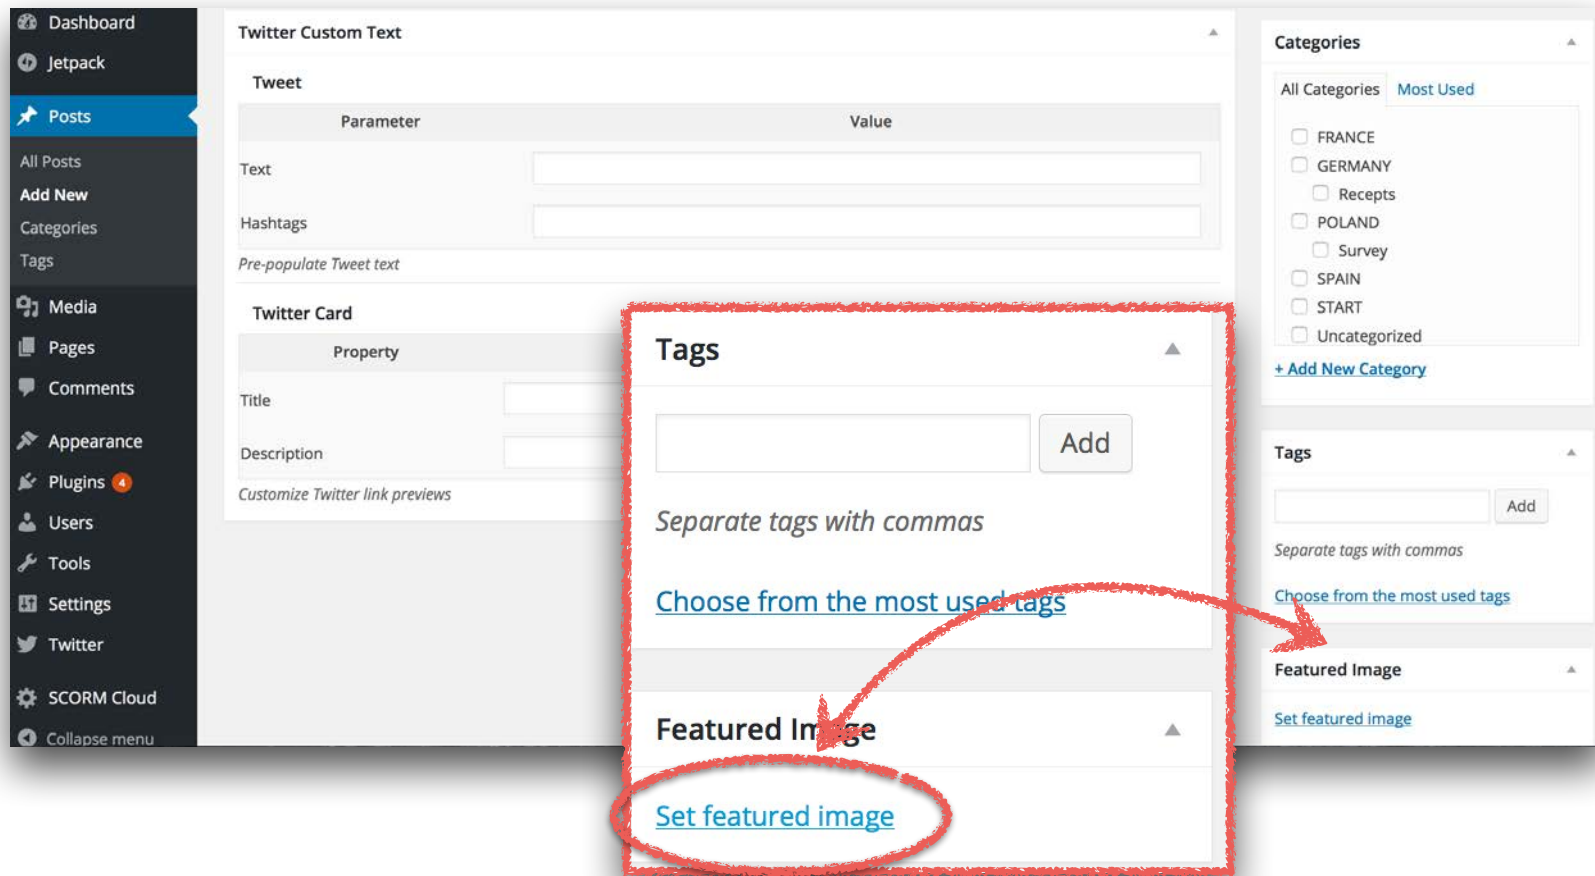 Dashboard
Jetpack
Posts
All Posts
Add New
Categories
Tags
Media
Pages
Comments
Appearance
Plugins 4
Users
Tools
Settings
Twitter
SCORM Cloud
Collapse menu
Twitter Custom Text
Tweet
Parameter Value
Text
Hashtags
Pre-populate Tweet text
Twitter Card
Property
Title
Description
Customize Twitter link previews
Tags
Add
Separate tags with commas
Choose from the most used tags
Featured Image
Set featured image
Categories
All Categories Most Used
FRANCE
GERMANY
Recepts
POLAND
Survey
SPAIN
START
Uncategorized
+ Add New Category
Tags
Add
Separate tags with commas
Choose from the most used tags
Featured Image
Set featured image